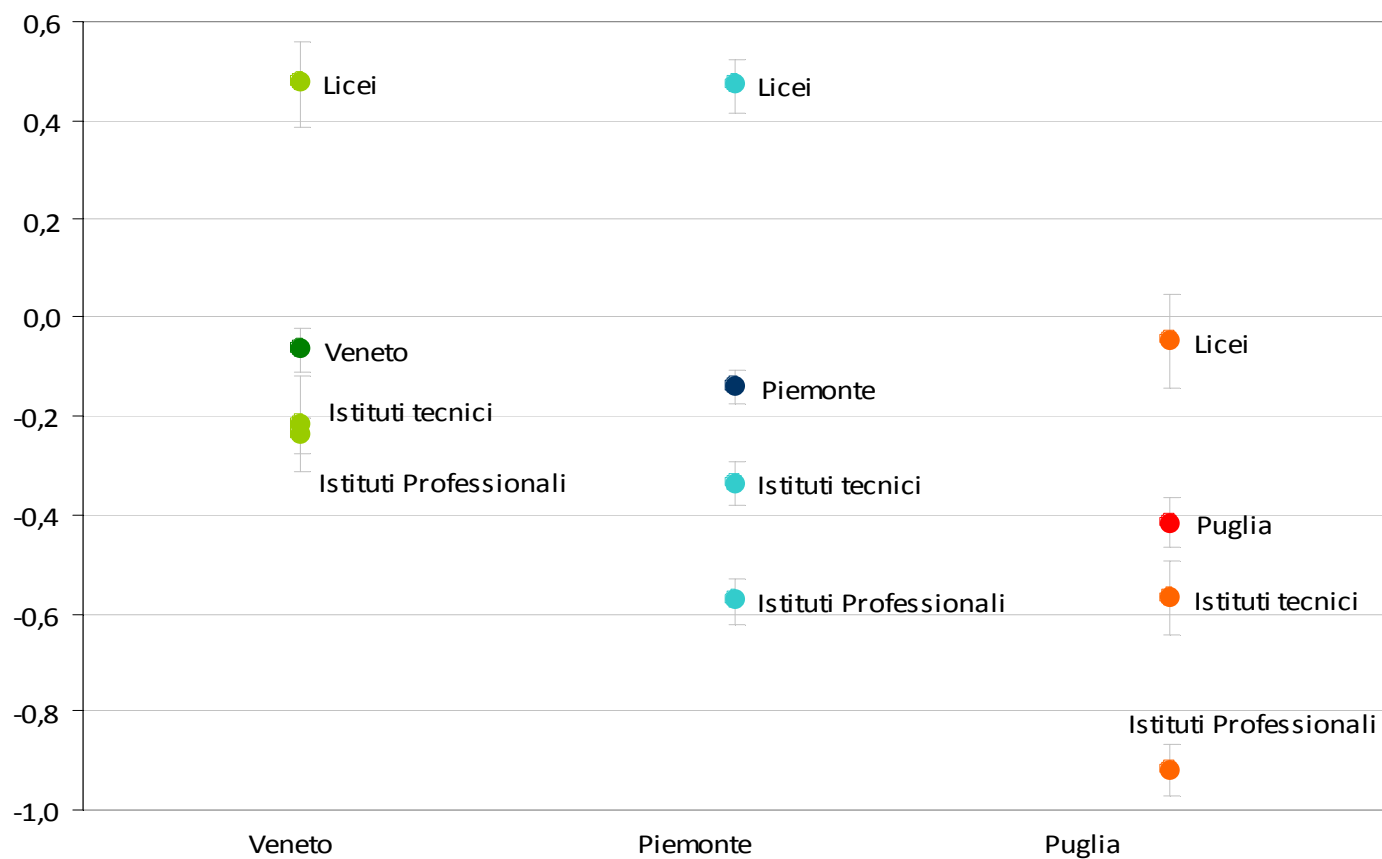 0,6
Licei
Licei
0,4
0,2
0,0
Licei
Veneto
Piemonte
-0,2
Istituti tecnici
Istituti Professionali
Istituti tecnici
-0,4
Puglia
Istituti Professionali
Istituti tecnici
-0,6
-0,8
Istituti Professionali
-1,0
Veneto Piemonte Puglia